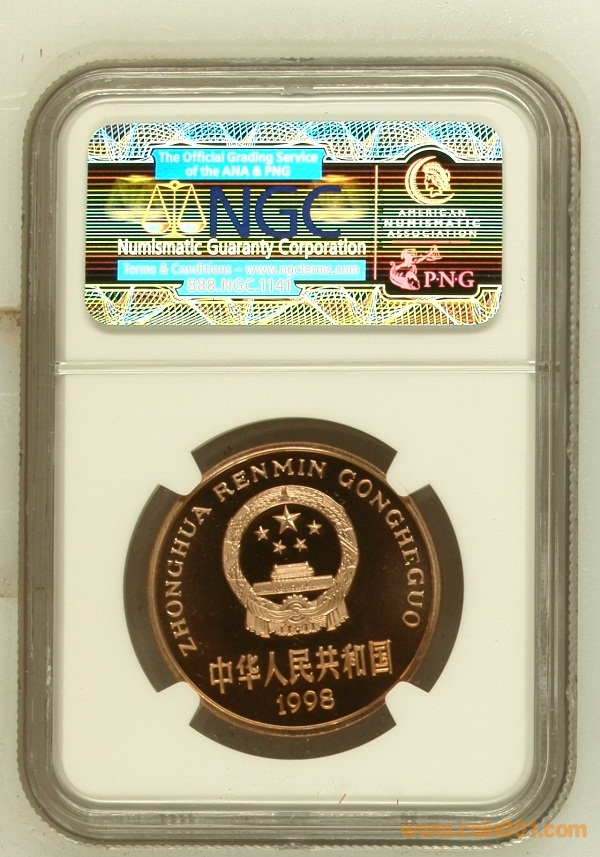 The Official Grading Service
of the ANA & PNG
NGC
Numismatic Guaranty Corporation
Terms & Conditions – www.ngcterms.com
888.NGC.1141
AMERICAN
NUMISMATIC
ASSOCIATION
P·N·G
ZHONGHUA RENMIN GONGHEGUO
中华人民共和国
1998
www.coin001.com